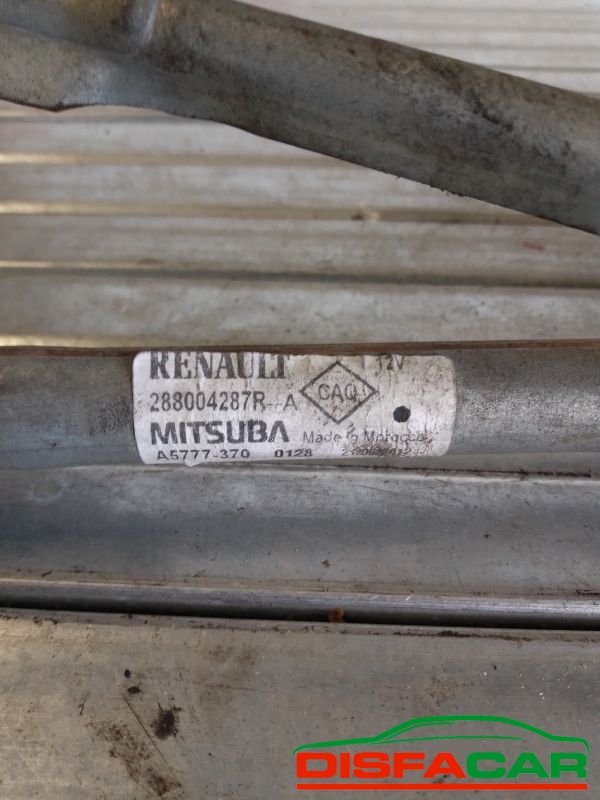 RENAULT 12V
288004287R-A CAQ
MITSUBA Made in Morocco
A5777-370 0128
DISFACAR